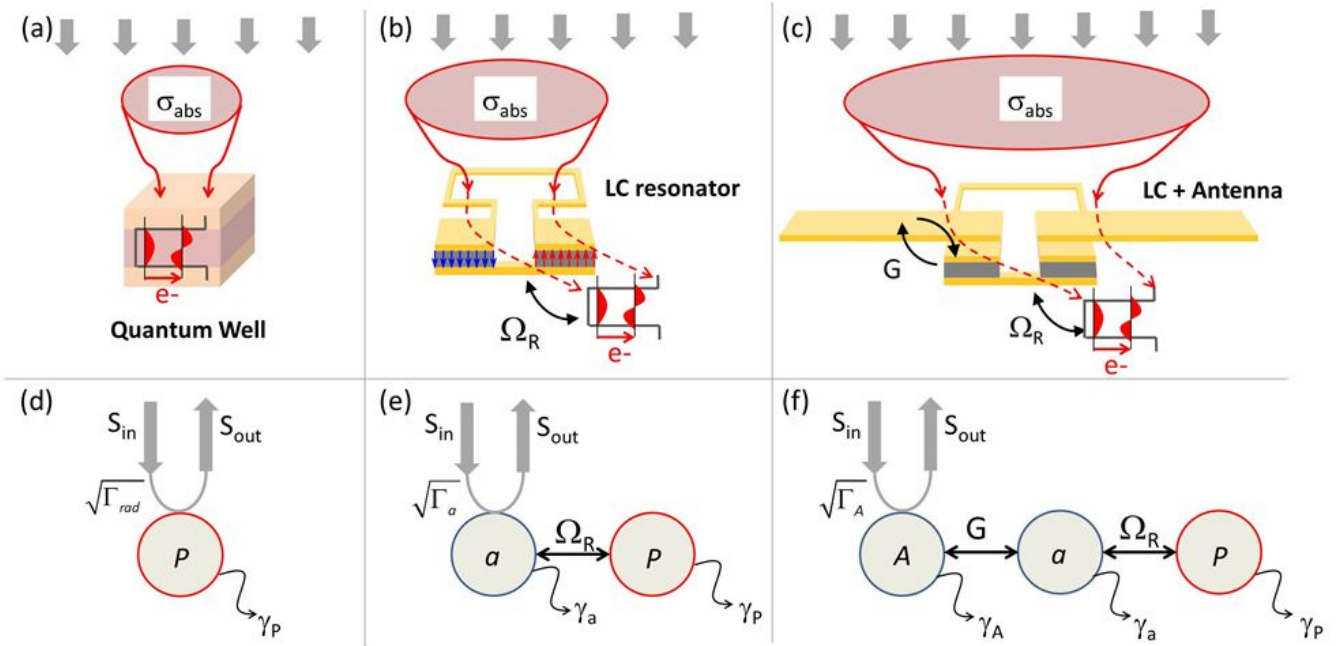 (a)
σabs
e-
Quantum Well
(b)
σabs
LC resonator
ΩR
e-
(c)
σabs
LC + Antenna
G
ΩR
e-
(d)
Sin
Sout
√Γrad
P
γP
(e)
Sin
Sout
√Γa
a
ΩR
P
γa
γP
(f)
Sin
Sout
√ΓA
A
G
a
ΩR
P
γA
γa
γP